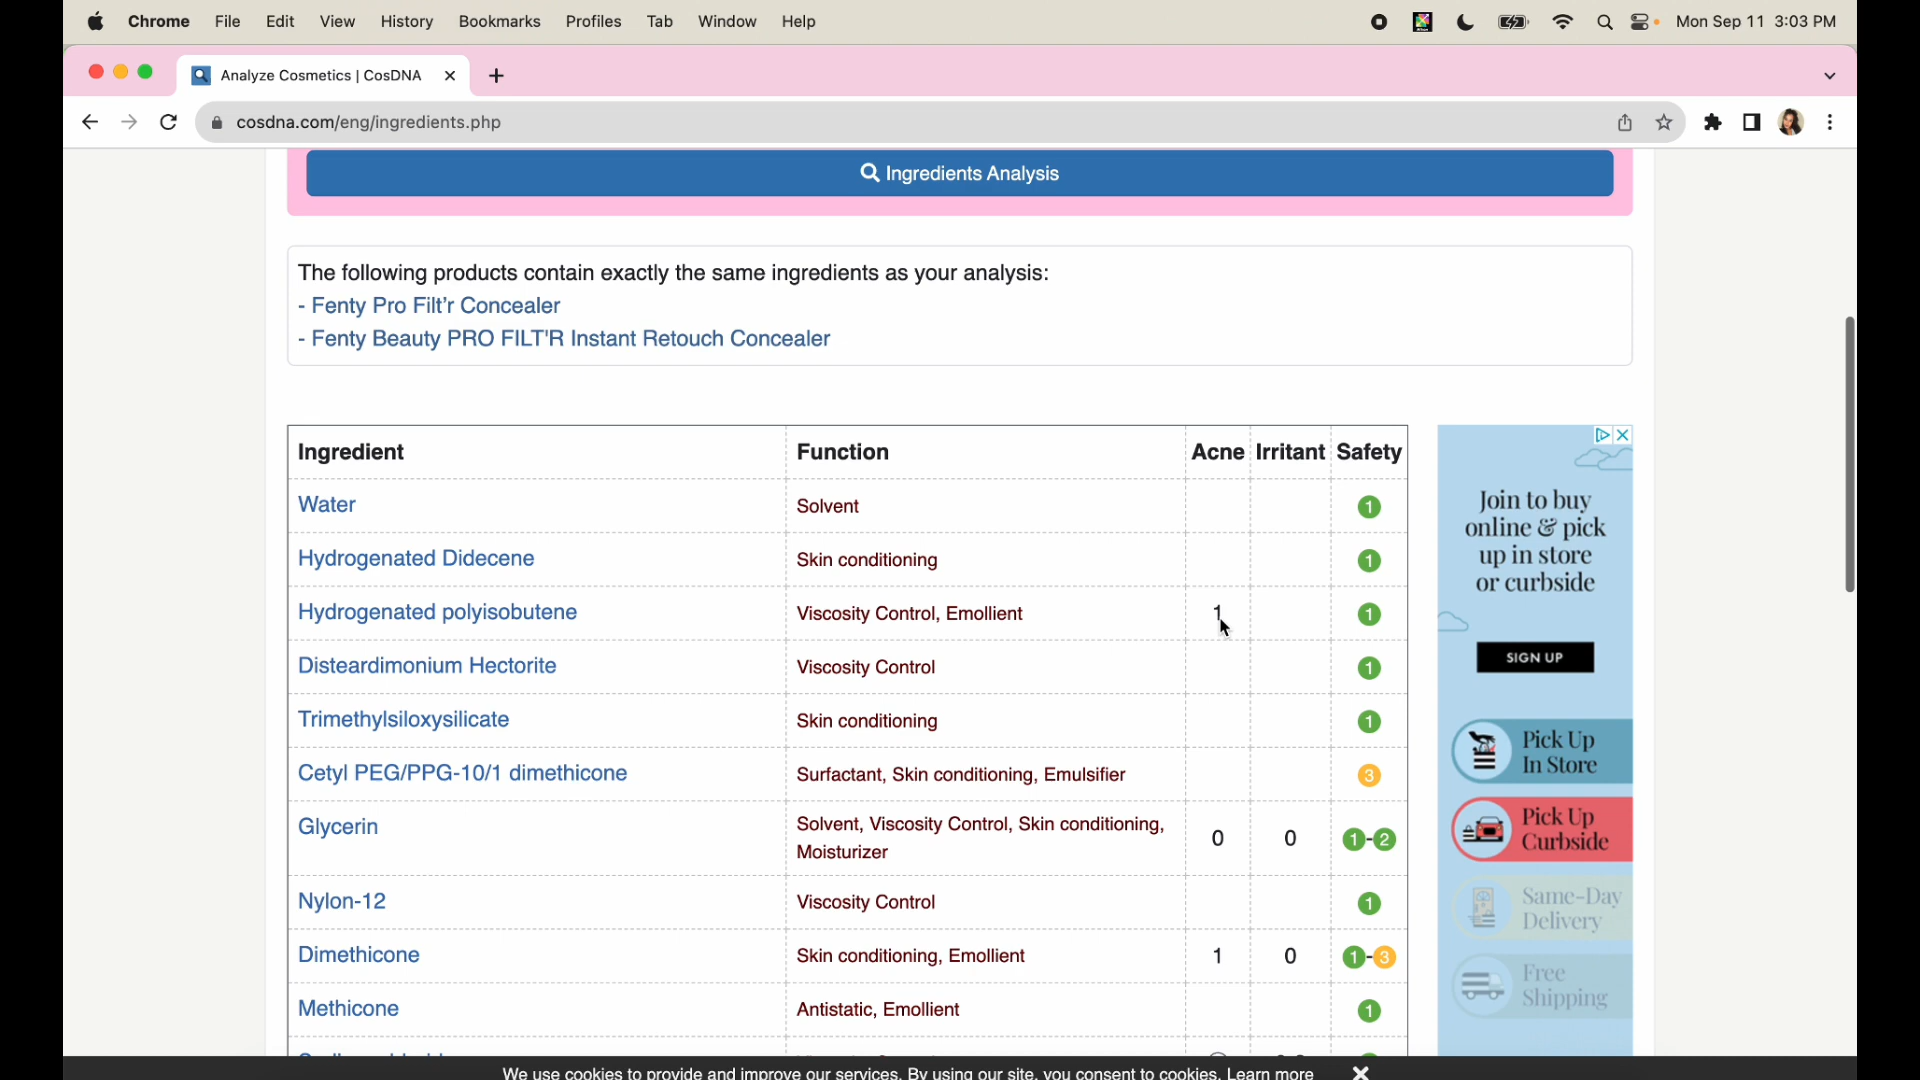 Chrome File Edit View History Bookmarks Profiles Tab Window Help Mon Sep 11 3:03 PM
Analyze Cosmetics | CosDNA
cosdna.com/eng/ingredients.php
Ingredients Analysis
The following products contain exactly the same ingredients as your analysis:
- Fenty Pro Filt'r Concealer
- Fenty Beauty PRO FILT'R Instant Retouch Concealer
Ingredient Function Acne Irritant Safety
Water Solvent 1
Hydrogenated Didecene Skin conditioning 1
Hydrogenated polyisobutene Viscosity Control, Emollient 1 1
Disteardimonium Hectorite Viscosity Control 1
Trimethylsiloxysilicate Skin conditioning 1
Cetyl PEG/PPG-10/1 dimethicone Surfactant, Skin conditioning, Emulsifier 3
Glycerin Solvent, Viscosity Control, Skin conditioning,
Moisturizer 0 0 1-2
Nylon-12 Viscosity Control 1
Dimethicone Skin conditioning, Emollient 1 0 1-3
Methicone Antistatic, Emollient 1
Join to buy
online & pick
up in store
or curbside
SIGN UP
Pick Up
In Store
Pick Up
Curbside
Same-Day
Delivery
Free
Shipping
We use cookies to provide and improve our services. By using our site, you consent to cookies. Learn more